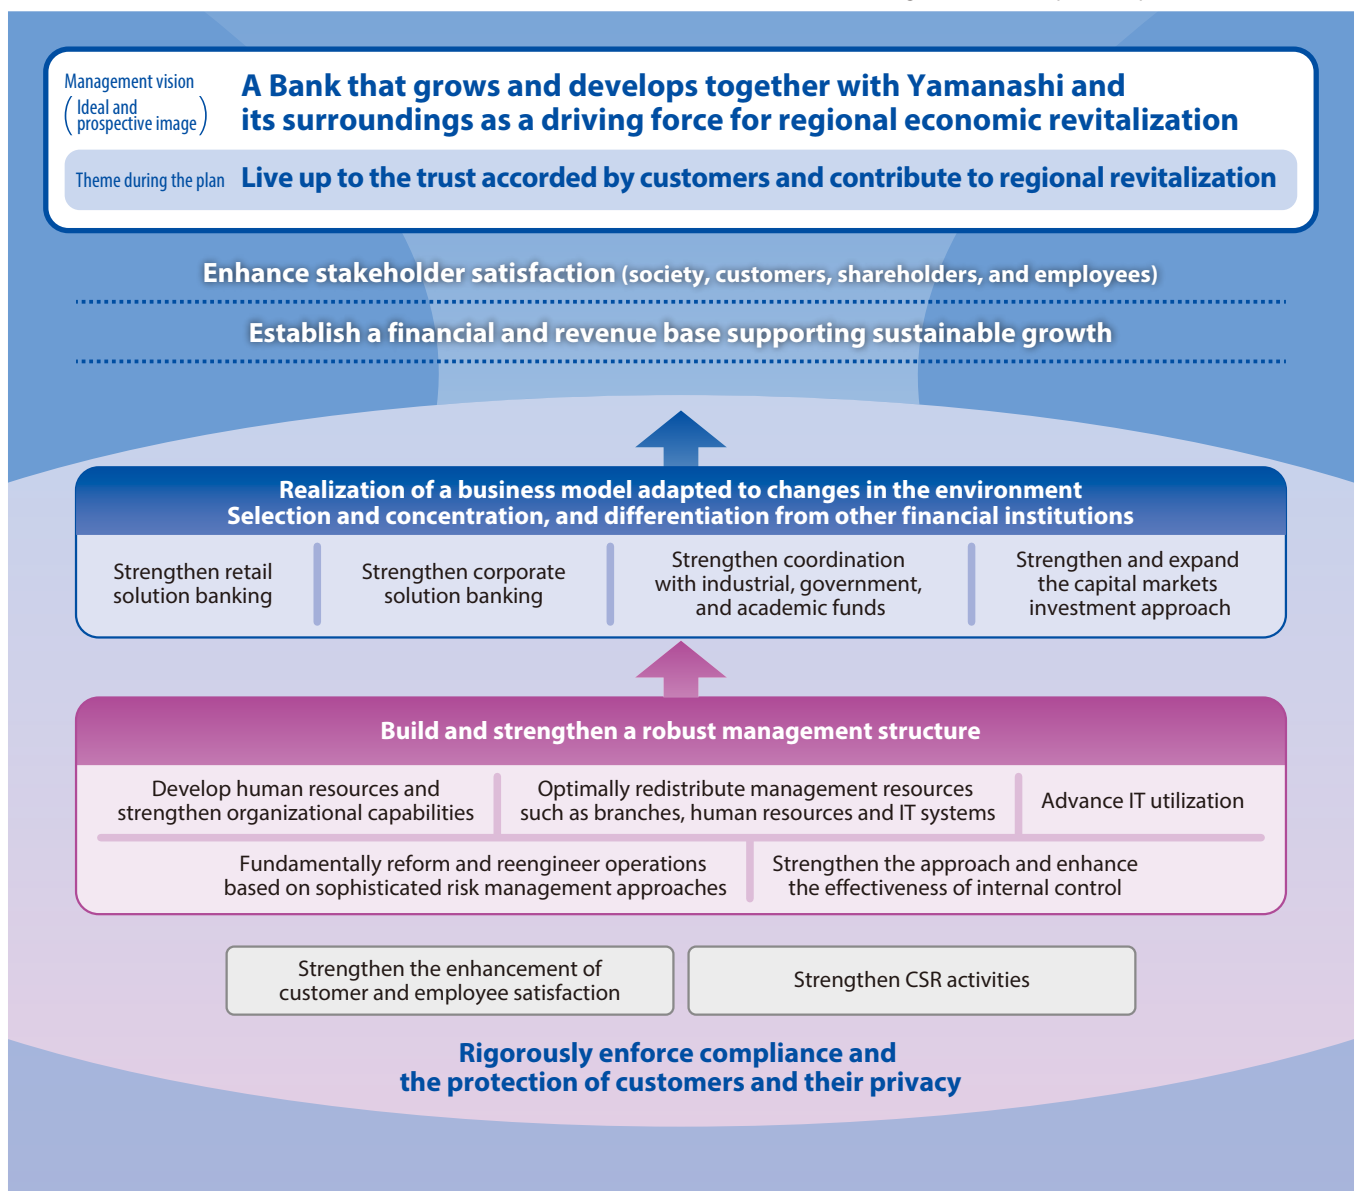 Management vision
(Ideal and
prospective image)
A Bank that grows and develops together with Yamanashi and
its surroundings as a driving force for regional economic revitalization
Theme during the plan
Live up to the trust accorded by customers and contribute to regional revitalization
Enhance stakeholder satisfaction (society, customers, shareholders, and employees)
Establish a financial and revenue base supporting sustainable growth
Realization of a business model adapted to changes in the environment
Selection and concentration, and differentiation from other financial institutions
Strengthen retail
solution banking
Strengthen corporate
solution banking
Strengthen coordination
with industrial, government,
and academic funds
Strengthen and expand
the capital markets
investment approach
Build and strengthen a robust management structure
Develop human resources and
strengthen organizational capabilities
Optimally redistribute management resources
such as branches, human resources and IT systems
Advance IT utilization
Fundamentally reform and reengineer operations
based on sophisticated risk management approaches
Strengthen the approach and enhance
the effectiveness of internal control
Strengthen the enhancement of
customer and employee satisfaction
Strengthen CSR activities
Rigorously enforce compliance and
the protection of customers and their privacy